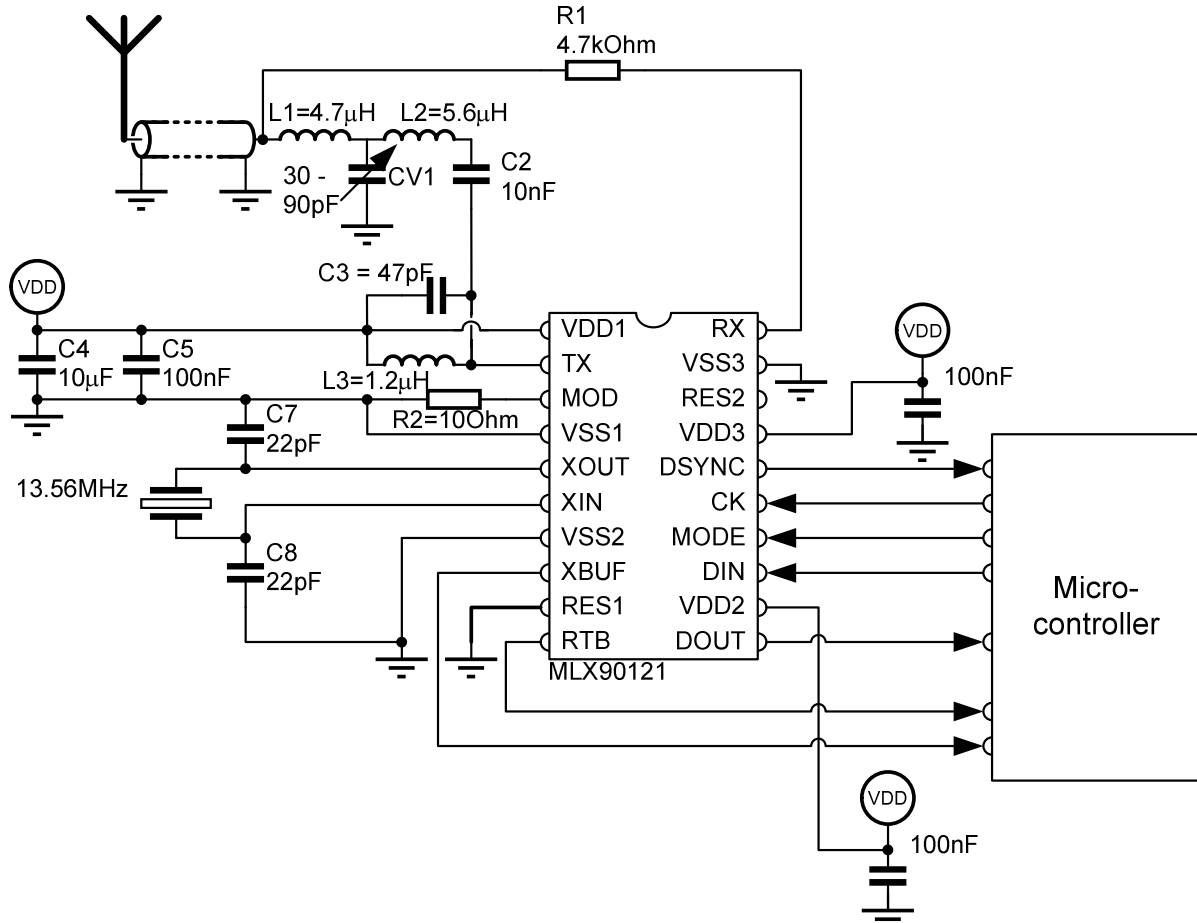 R1
4.7kOhm
L1=4.7μH
L2=5.6μH
30 -
90pF
CV1
C2
10nF
C3 = 47pF
VDD
C4
10μF
C5
100nF
L3=1.2μH
R2=10Ohm
C7
22pF
13.56MHz
C8
22pF
VDD1
TX
MOD
VSS1
XOUT
XIN
VSS2
XBUF
RES1
RTB
RX
VSS3
RES2
VDD3
DSYNC
CK
MODE
DIN
VDD2
DOUT
MLX90121
VDD
100nF
Micro-
controller
VDD
100nF